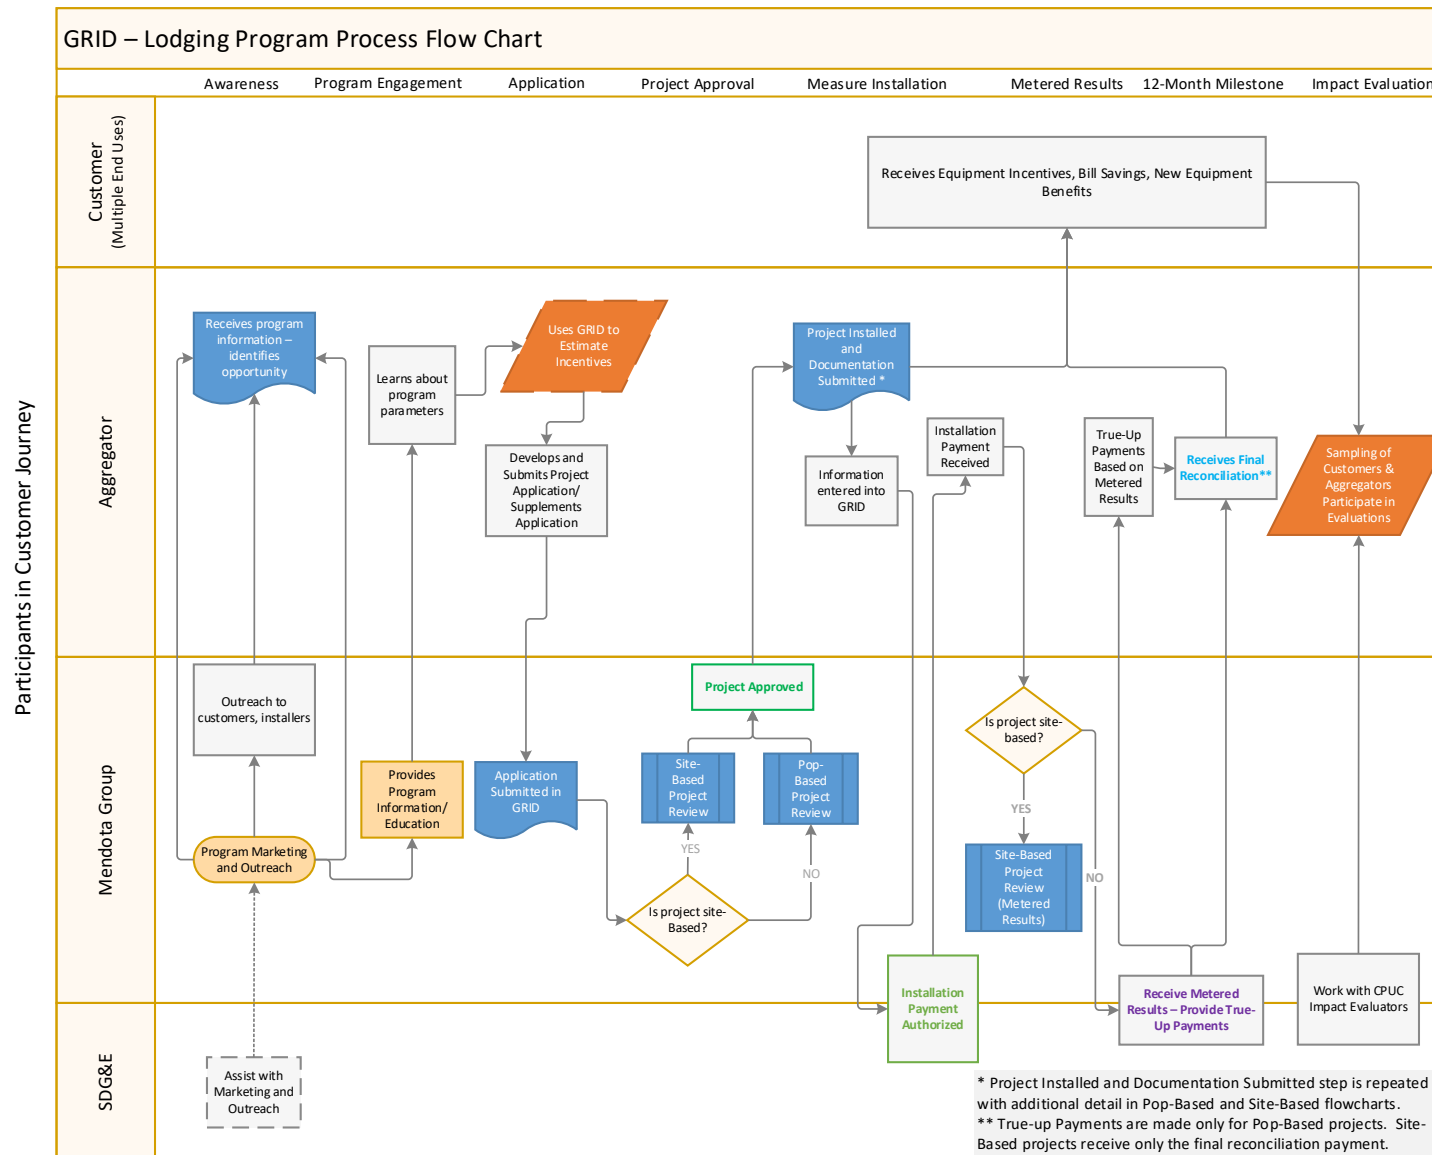 GRID – Lodging Program Process Flow Chart
Awareness
Program Engagement
Application
Project Approval
Measure Installation
Metered Results
12-Month Milestone
Impact Evaluation
Participants in Customer Journey
Customer
(Multiple End Uses)
Receives Equipment Incentives, Bill Savings, New Equipment
Benefits
Aggregator
Receives program
information –
identifies
opportunity
Learns about
program
parameters
Uses GRID to
Estimate
Incentives
Develops and
Submits Project
Application/
Supplements
Application
Project Installed
and
Documentation
Submitted *
Information
entered into
GRID
Installation
Payment
Received
True-Up
Payments
Based on
Metered
Results
Receives Final
Reconciliation**
Sampling of
Customers &
Aggregators
Participate in
Evaluations
Mendota Group
Outreach to
customers, installers
Program Marketing
and Outreach
Provides
Program
Information/
Education
Application
Submitted in
GRID
Project Approved
Site-
Based
Project
Review
Pop-
Based
Project
Review
YES
NO
Is project site-
Based?
Is project site-
based?
YES
NO
Site-Based
Project
Review
(Metered
Results)
Installation
Payment
Authorized
Receive Metered
Results – Provide True-
Up Payments
Work with CPUC
Impact Evaluators
SDG&E
Assist with
Marketing and
Outreach
* Project Installed and Documentation Submitted step is repeated
with additional detail in Pop-Based and Site-Based flowcharts.
** True-up Payments are made only for Pop-Based projects. Site-
Based projects receive only the final reconciliation payment.